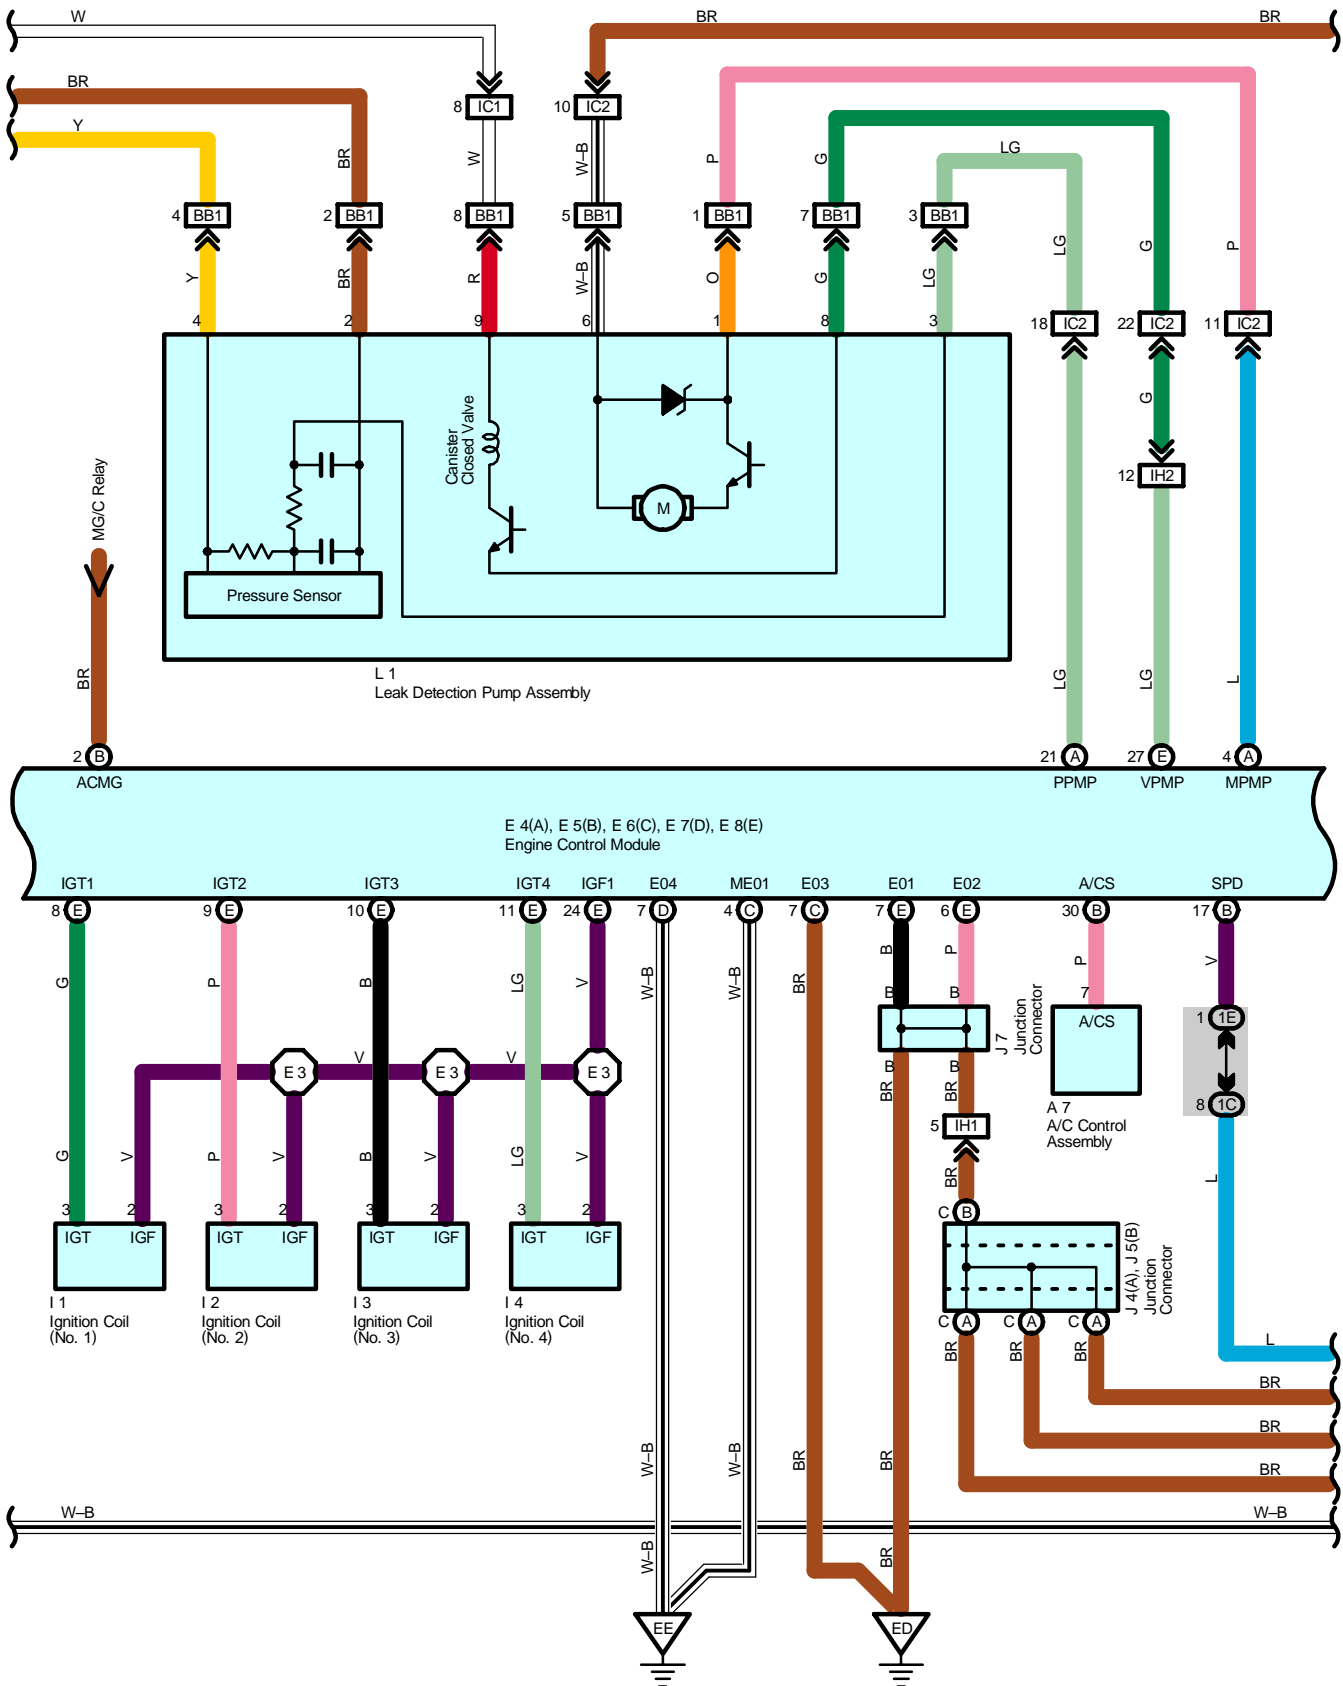 W
BR
BR
BR
Y
8 IC1
10 IC2
LG
BR
W
W–B
P
G
4 BB1
2 BB1
8 BB1
5 BB1
1 BB1
7 BB1
3 BB1
Y
BR
R
W–B
O
G
LG
LG
G
P
4
2
9
6
1
8
3
18 IC2
22 IC2
11 IC2
G
12 IH2
Canister
Closed Valve
M
MG/C Relay
Pressure Sensor
L 1
Leak Detection Pump Assembly
BR
LG
LG
L
2 B
21 A
27 E
4 A
ACMG
PPMP
VPMP
MPMP
E 4(A), E 5(B), E 6(C), E 7(D), E 8(E)
Engine Control Module
IGT1
IGT2
IGT3
IGT4
IGF1
E04
ME01
E03
E01
E02
A/CS
SPD
8 E
9 E
10 E
11 E
24 E
7 D
4 C
7 C
7 E
6 E
30 B
17 B
G
P
B
LG
V
W–B
W–B
BR
B
P
P
V
B
B
7
J 7
Junction
Connector
A/CS
1 1E
V
V
E 3
E 3
E 3
B
B
BR
BR
8 1C
A 7
A/C Control
Assembly
5 IH1
G
V
P
V
B
V
LG
V
BR
L
C B
3
2
3
2
3
2
3
2
IGT
IGF
IGT
IGF
IGT
IGF
IGT
IGF
J 4(A), J 5(B)
Junction
Connector
I 1
Ignition Coil
(No. 1)
I 2
Ignition Coil
(No. 2)
I 3
Ignition Coil
(No. 3)
I 4
Ignition Coil
(No. 4)
C A
C A
C A
BR
BR
BR
L
BR
BR
BR
W–B
W–B
BR
BR
W–B
W–B
W–B
BR
EE
ED